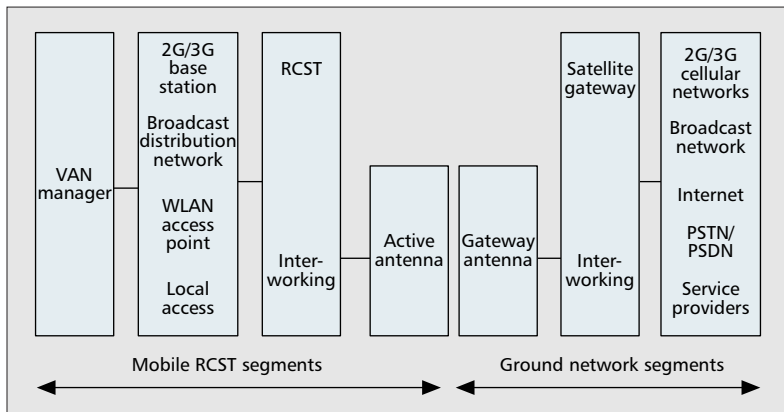 VAN
manager
2G/3G
base
station
Broadcast
distribution
network
WLAN
access
point
Local
access
RCST
Inter-
working
Active
antenna
Gateway
antenna
Satellite
gateway
Inter-
working
2G/3G
cellular
networks
Broadcast
network
Internet
PSTN/
PSDN
Service
providers
Mobile RCST segments
Ground network segments